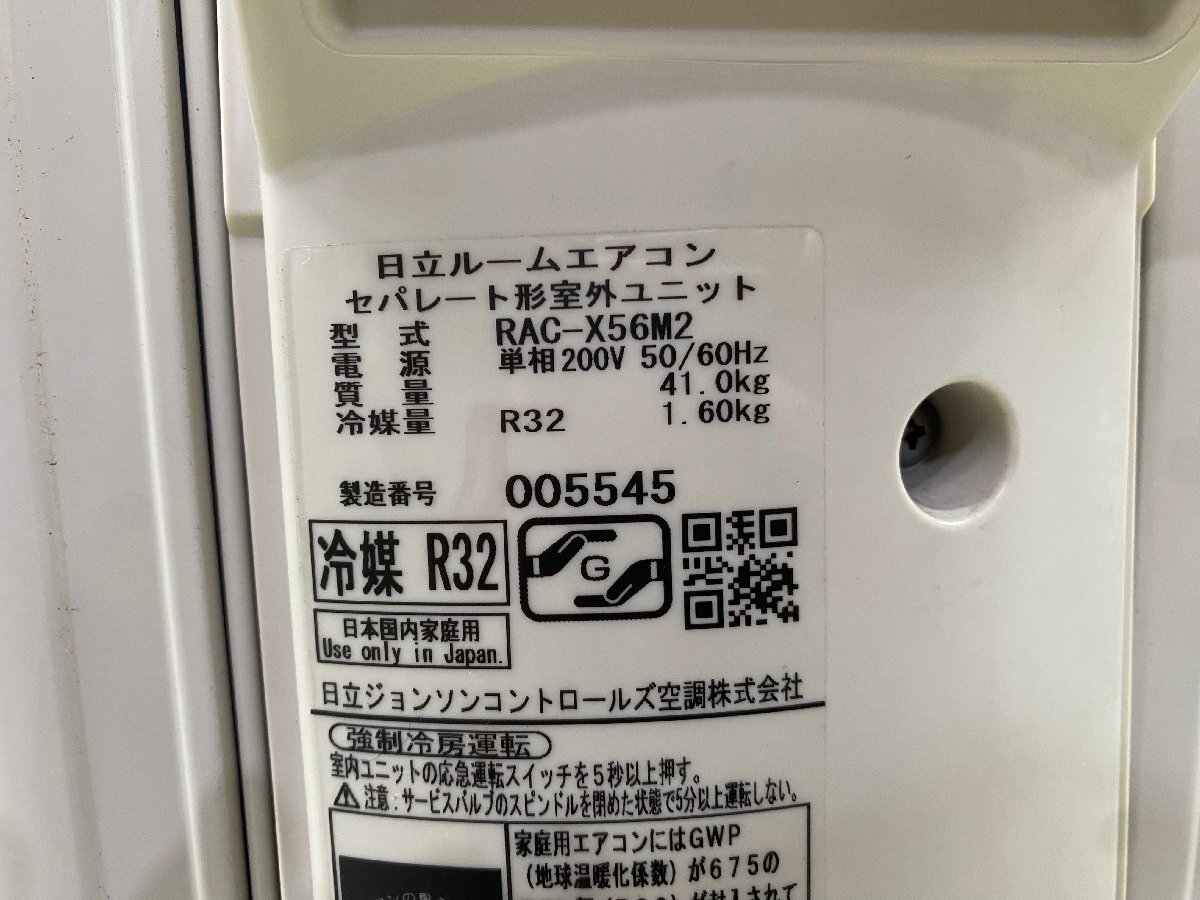 日立ルームエアコン
セパレート形室外ユニット
型 式 RAC-X56M2
電 源 単相200V 50/60Hz
質 量 41.0kg
冷媒量 R32 1.60kg
製造番号 005545
冷媒 R32
G
日本国内家庭用
Use only in Japan.
日立ジョンソンコントロールズ空調株式会社
強制冷房運転
室内ユニットの応急運転スイッチを5秒以上押す。
注意:サービスバルブのスピンドルを閉めた状態で5分以上運転しない。
家庭用エアコンにはGWP
(地球温暖化係数)が675の